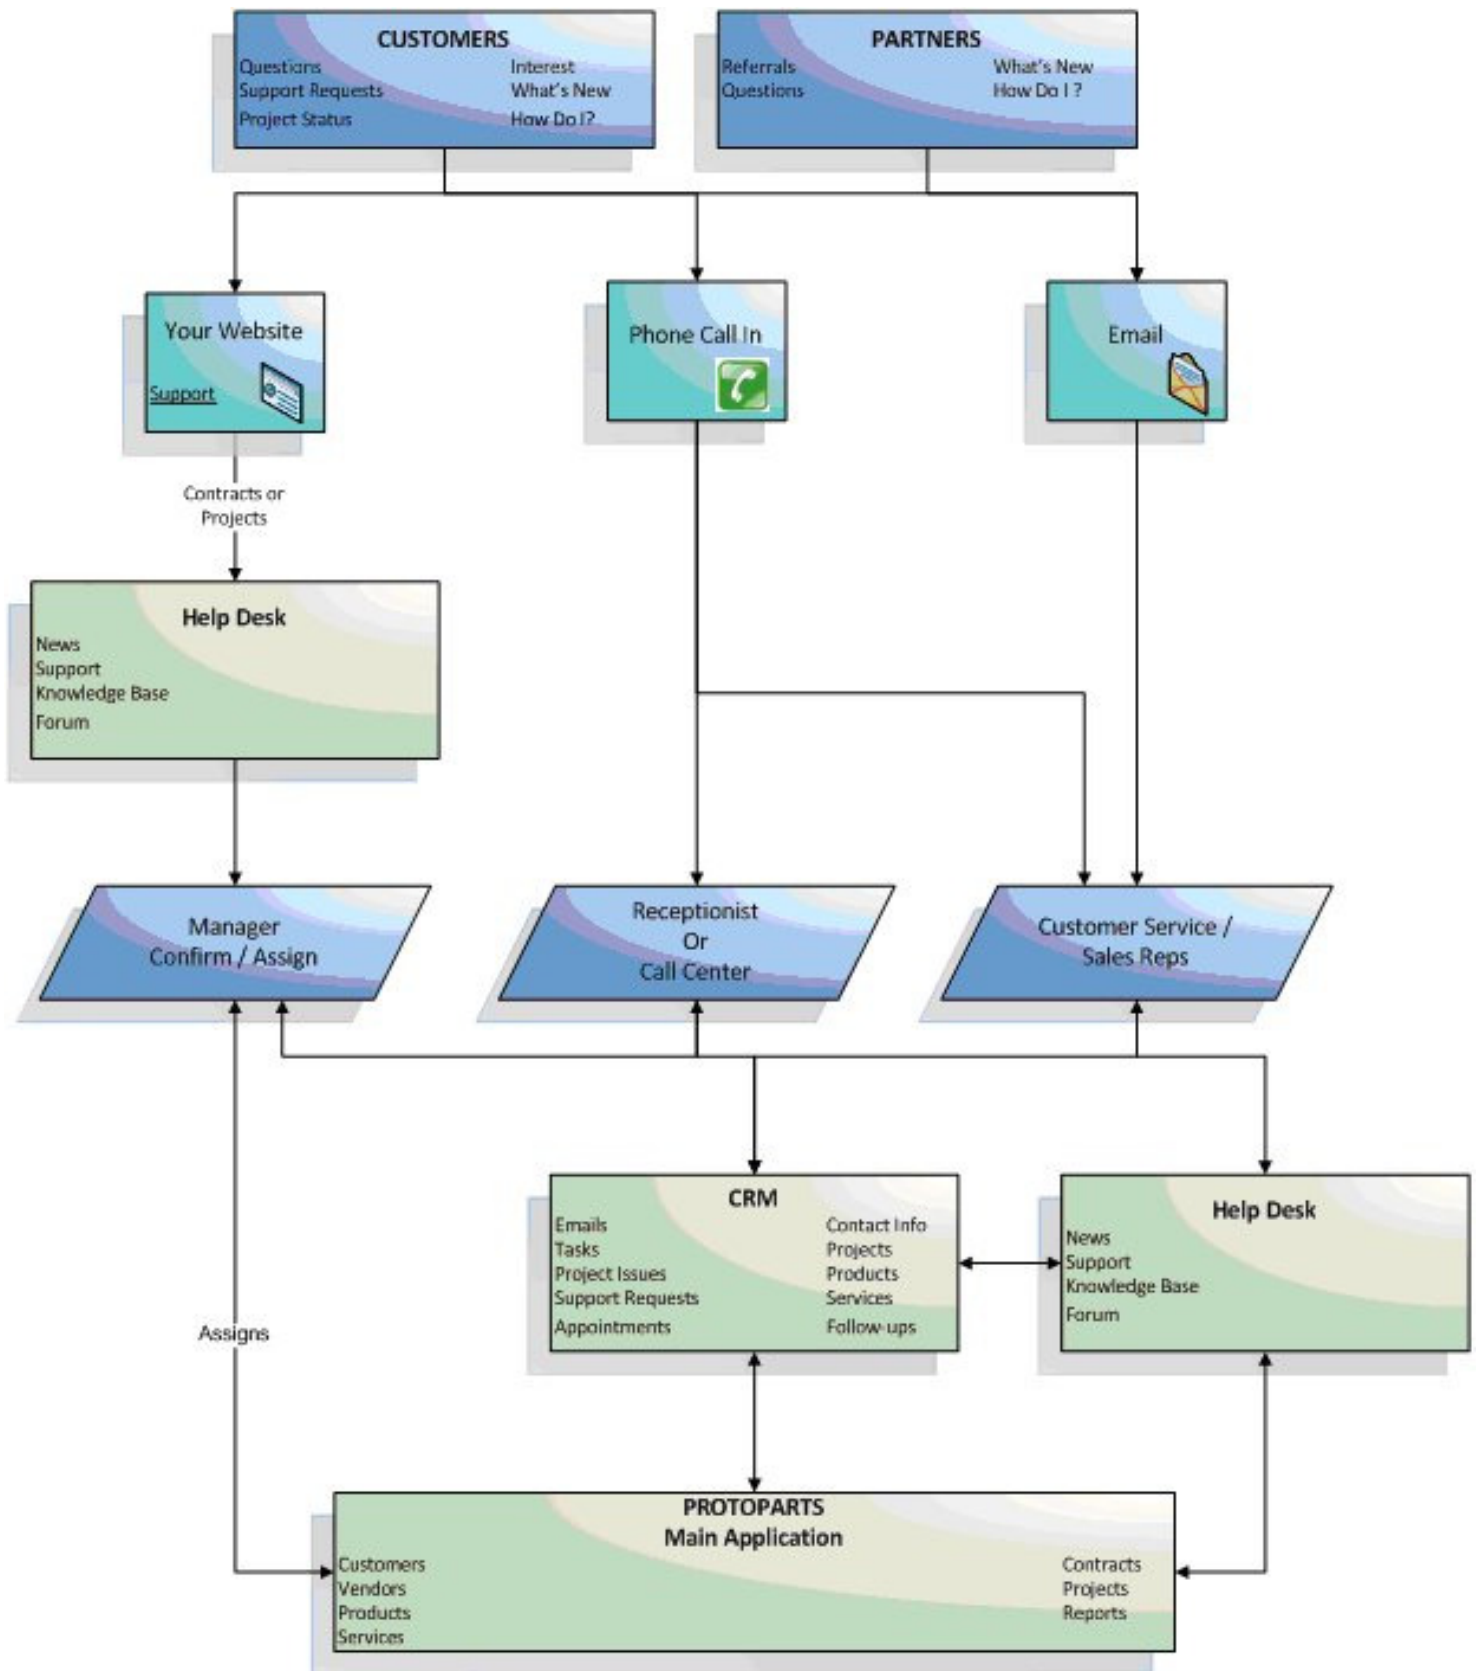 CUSTOMERS
Questions
Support Requests
Project Status
Interest
What's New
How Do I?
PARTNERS
Referrals
Questions
What's New
How Do I ?
Your Website
Support
Phone Call In
Email
Contracts or
Projects
Help Desk
News
Support
Knowledge Base
Forum
Manager
Confirm / Assign
Receptionist
Or
Call Center
Customer Service /
Sales Reps
CRM
Emails
Tasks
Project Issues
Support Requests
Appointments
Contact Info
Projects
Products
Services
Follow-ups
Help Desk
News
Support
Knowledge Base
Forum
Assigns
PROTOPARTS
Main Application
Customers
Vendors
Products
Services
Contracts
Projects
Reports